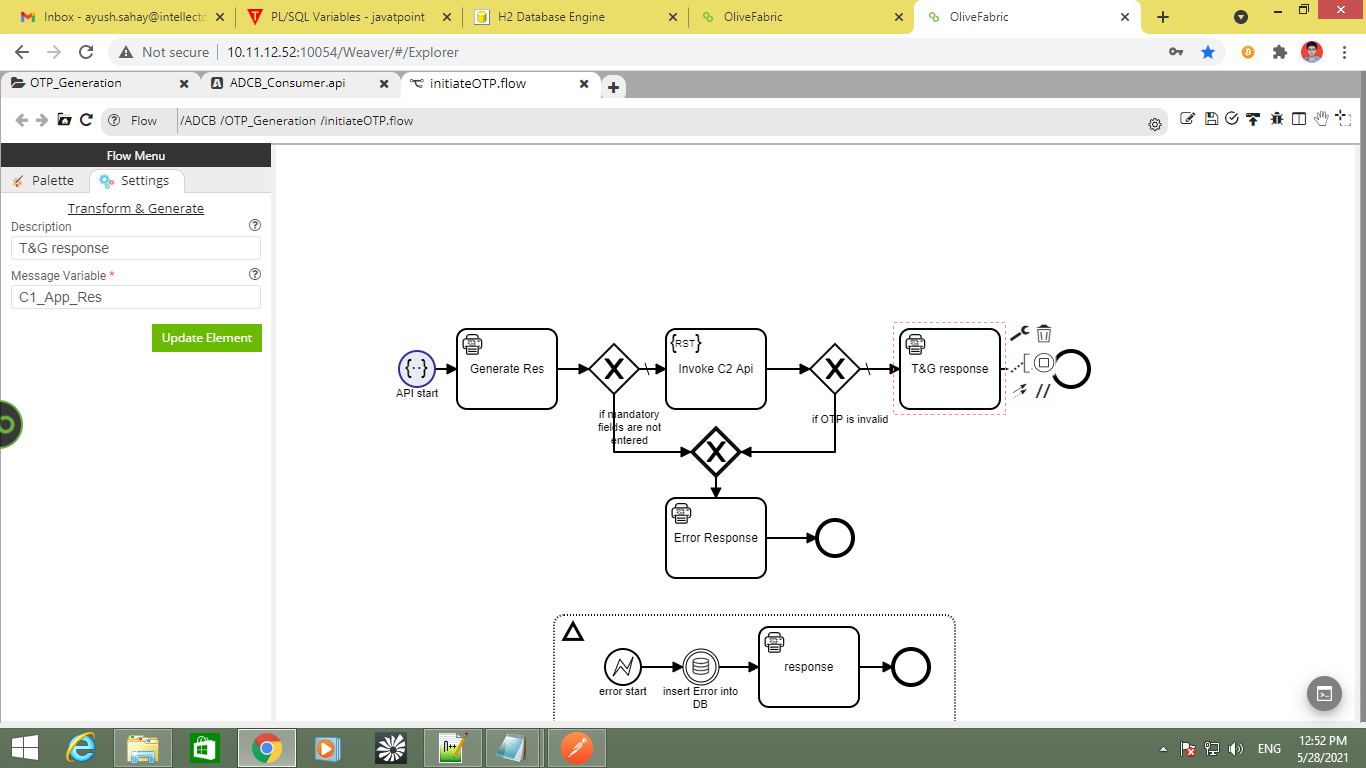 Inbox - ayush.sahay@intellect
PL/SQL Variables - javatpoint
H2 Database Engine
OliveFabric
OliveFabric
Not secure
10.11.12.52:10054/Weaver/#/Explorer
OTP_Generation
ADCB_Consumer.api
initiateOTP.flow
Flow
/ADCB /OTP_Generation /initiateOTP.flow
Flow Menu
Palette
Settings
Transform & Generate
Description
T&G response
Message Variable *
C1_App_Res
Update Element
API start
Generate Res
X
if mandatory
fields are not
entered
{RST}
Invoke C2 Api
X
if OTP is invalid
T&G response
X
Error Response
error start
insert Error into
DB
response
ENG
12:52 PM
5/28/2021